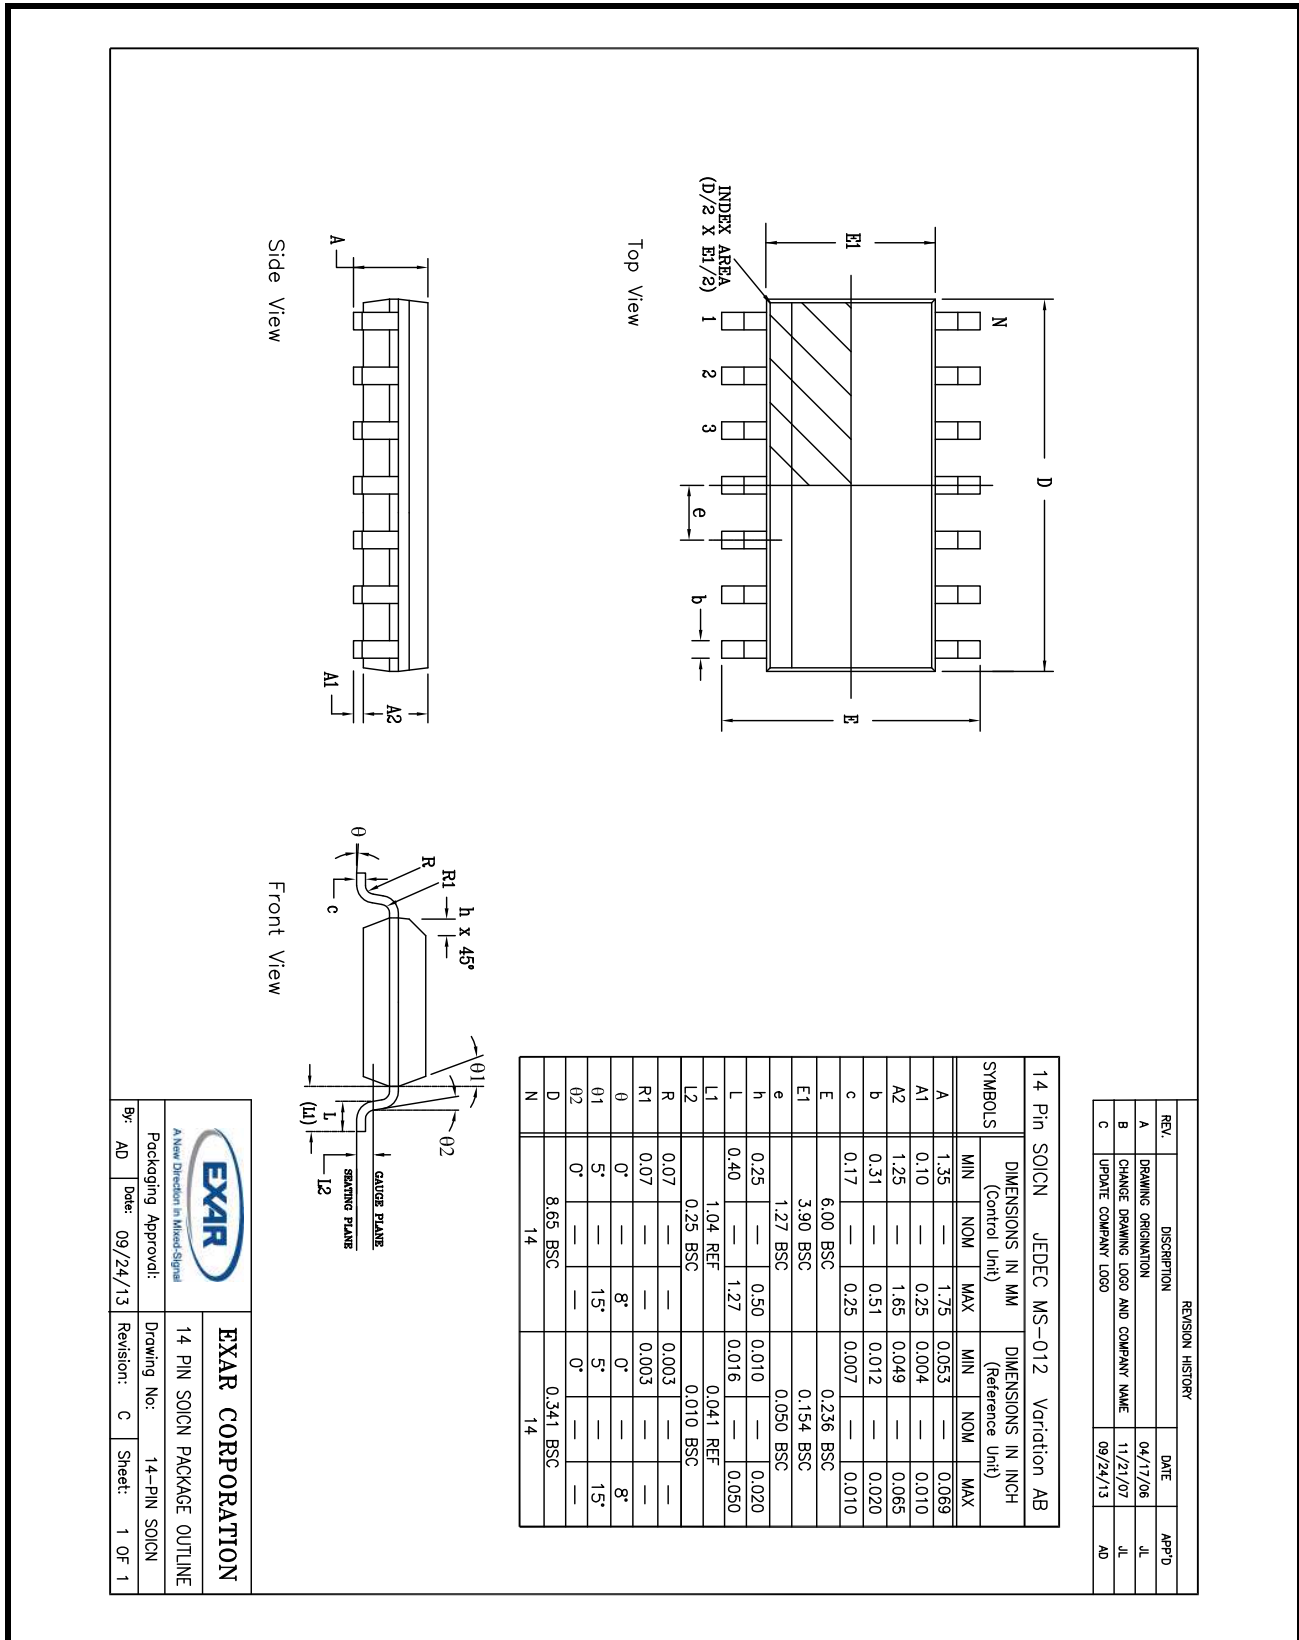 REVISION HISTORY
REV. DISCRIPTION DATE APP'D
A DRAWING ORIGINATION 04/17/06 JL
B CHANGE DRAWING LOGO AND COMPANY NAME 11/21/07 JL
C UPDATE COMPANY LOGO 09/24/13 AD
D
N
E1
E
INDEX AREA
(D/2 X E1/2)
1
2
3
e
b
Top View
A
A1
A2
Side View
14 Pin SOICN JEDEC MS-012 Variation AB
SYMBOLS DIMENSIONS IN MM (Control Unit) DIMENSIONS IN INCH (Reference Unit)
MIN NOM MAX MIN NOM MAX
A 1.35 — 1.75 0.053 — 0.069
A1 0.10 — 0.25 0.004 — 0.010
A2 1.25 — 1.65 0.049 — 0.065
b 0.31 — 0.51 0.012 — 0.020
c 0.17 — 0.25 0.007 — 0.010
E 6.00 BSC 0.236 BSC
E1 3.90 BSC 0.154 BSC
e 1.27 BSC 0.050 BSC
h 0.25 — 0.50 0.010 — 0.020
L 0.40 — 1.27 0.016 — 0.050
L1 1.04 REF 0.041 REF
L2 0.25 BSC 0.010 BSC
R 0.07 — — 0.003 — —
R1 0.07 — — 0.003 — —
θ 0° — 8° 0° — 8°
θ1 5° — 15° 5° — 15°
θ2 0° — — 0° — —
D 8.65 BSC 0.341 BSC
N 14 14
h x 45°
R1
R
θ
c
θ1
θ2
L
(L1)
L2
GAUGE PLANE
SEATING PLANE
Front View
EXAR
A New Direction in Mixed-Signal
EXAR CORPORATION
14 PIN SOICN PACKAGE OUTLINE
Packaging Approval: Drawing No: 14-PIN SOICN
By: AD Date: 09/24/13 Revision: C Sheet: 1 OF 1